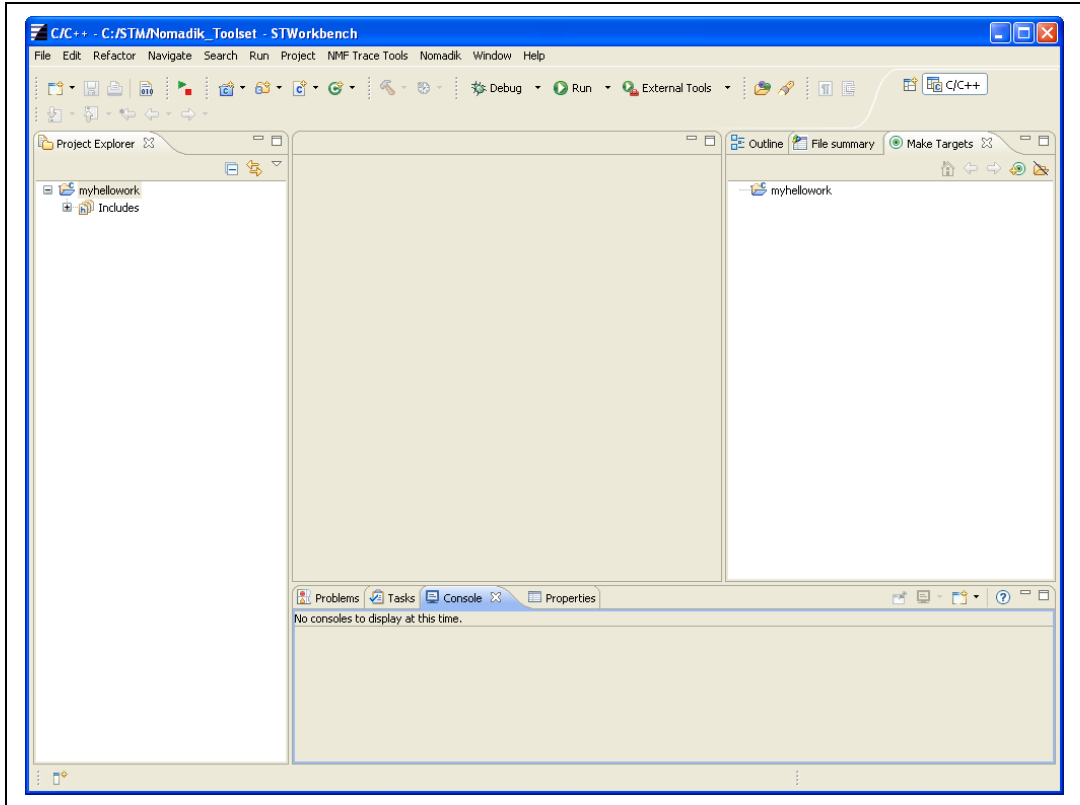 C/C++ - C:/STM/Nomadik_Toolset - STWorkbench
File Edit Refactor Navigate Search Run Project NMF Trace Tools Nomadik Window Help
010 Debug Run External Tools C/C++
Project Explorer
Outline File summary Make Targets
myhellowork
Includes
myhellowork
Problems Tasks Console Properties
No consoles to display at this time.